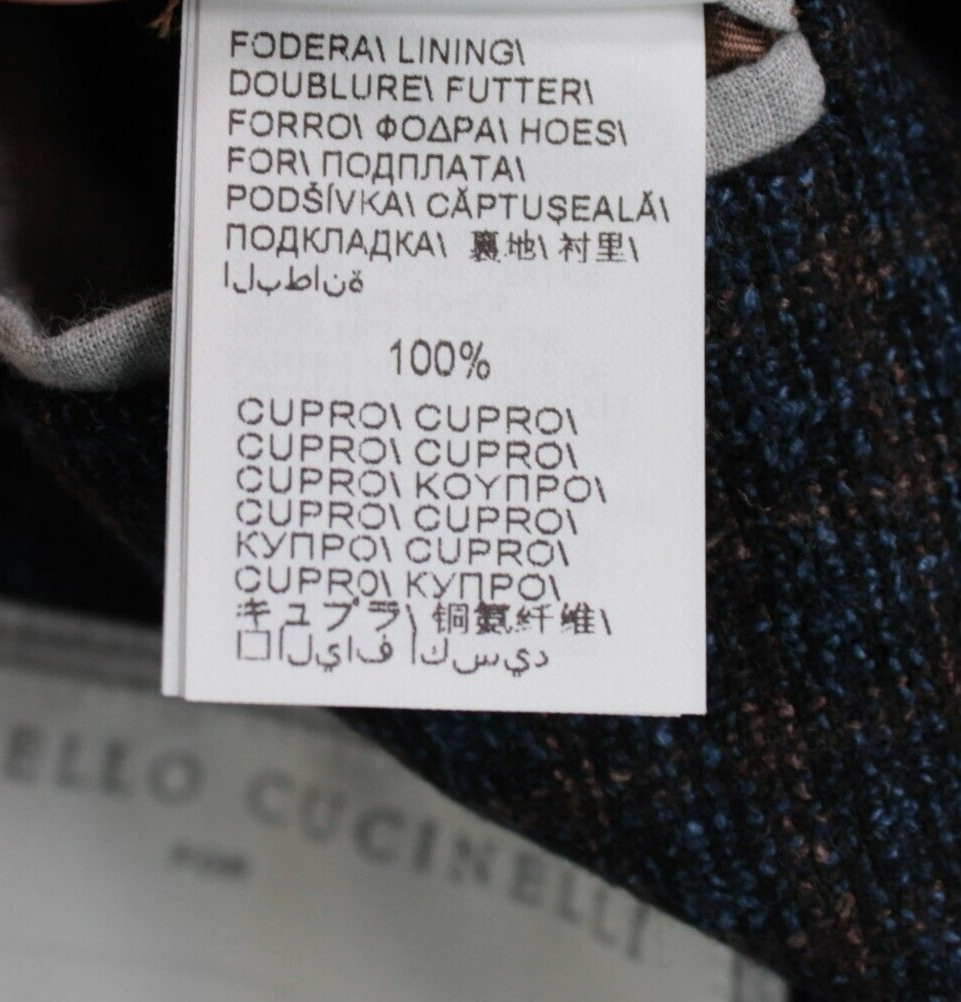 FODERA\ LINING\
DOUBLURE\ FUTTER\
FORRO\ ΦΟΔΡΑ\ HOES\
FOR\ ПОДПЛАТА\
PODŠÍVKA\ CĂPTUŞEALĂ\
ПОДКЛАДКА\ 裏地\ 衬里\
البطانة
100%
CUPRO\ CUPRO\
CUPRO\ CUPRO\
CUPRO\ ΚΟΥΠΡΟ\
CUPRO\ CUPRO\
КУПРО\ CUPRO\
CUPRO\ КУПРО\
キュプラ\ 铜氨纤维\
□الياف اكسيد
ELLO CUCINELLI
FOR